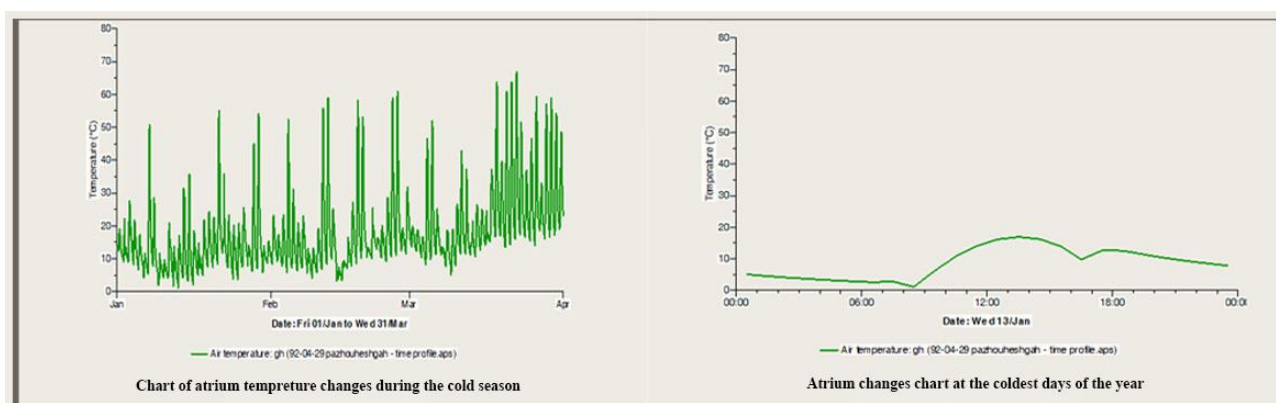 80
70
60
50
40
30
20
10
0
Temperature (°C)
Jan
Feb
Mar
Apr
Date: Fri 01/Jan to Wed 31/Mar
Air temperature: gh (92-04-29 pazhouheshgah - time profile.aps)
Chart of atrium tempreture changes during the cold season
80
70
60
50
40
30
20
10
0
Temperature (°C)
00:00
06:00
12:00
18:00
00:00
Date: Wed 13/Jan
Air temperature: gh (92-04-29 pazhouheshgah - time profile.aps)
Atrium changes chart at the coldest days of the year